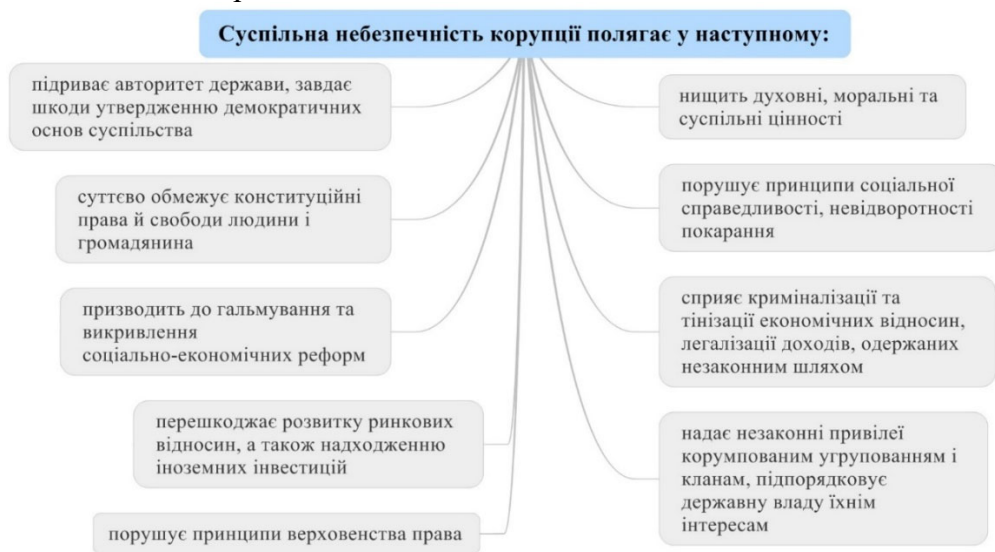 Суспільна небезпечність корупції полягає у наступному:
підриває авторитет держави, завдає
шкоди утвердженню демократичних
основ суспільства
суттєво обмежує конституційні
права й свободи людини і
громадянина
призводить до гальмування та
викривлення
соціально-економічних реформ
перешкоджає розвитку ринкових
відносин, а також надходженню
іноземних інвестицій
порушує принципи верховенства права
нищить духовні, моральні та
суспільні цінності
порушує принципи соціальної
справедливості, невідворотності
покарання
сприяє криміналізації та
тінізації економічних відносин,
легалізації доходів, одержаних
незаконним шляхом
надає незаконні привілеї
корумпованим угрупованням і
кланам, підпорядковує
державну владу їхнім
інтересам